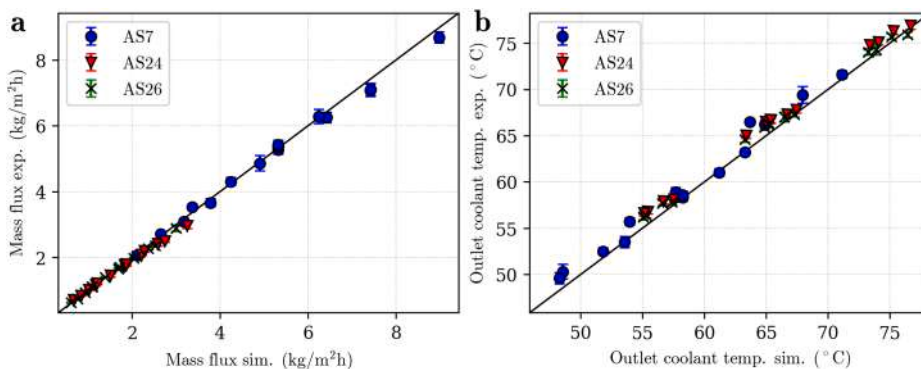 a
AS7
AS24
AS26
Mass flux exp. (kg/m²h)
8
6
4
2
2 4 6 8
Mass flux sim. (kg/m²h)
b
AS7
AS24
AS26
Outlet coolant temp. exp. (°C)
75
70
65
60
55
50
50 55 60 65 70 75
Outlet coolant temp. sim. (°C)